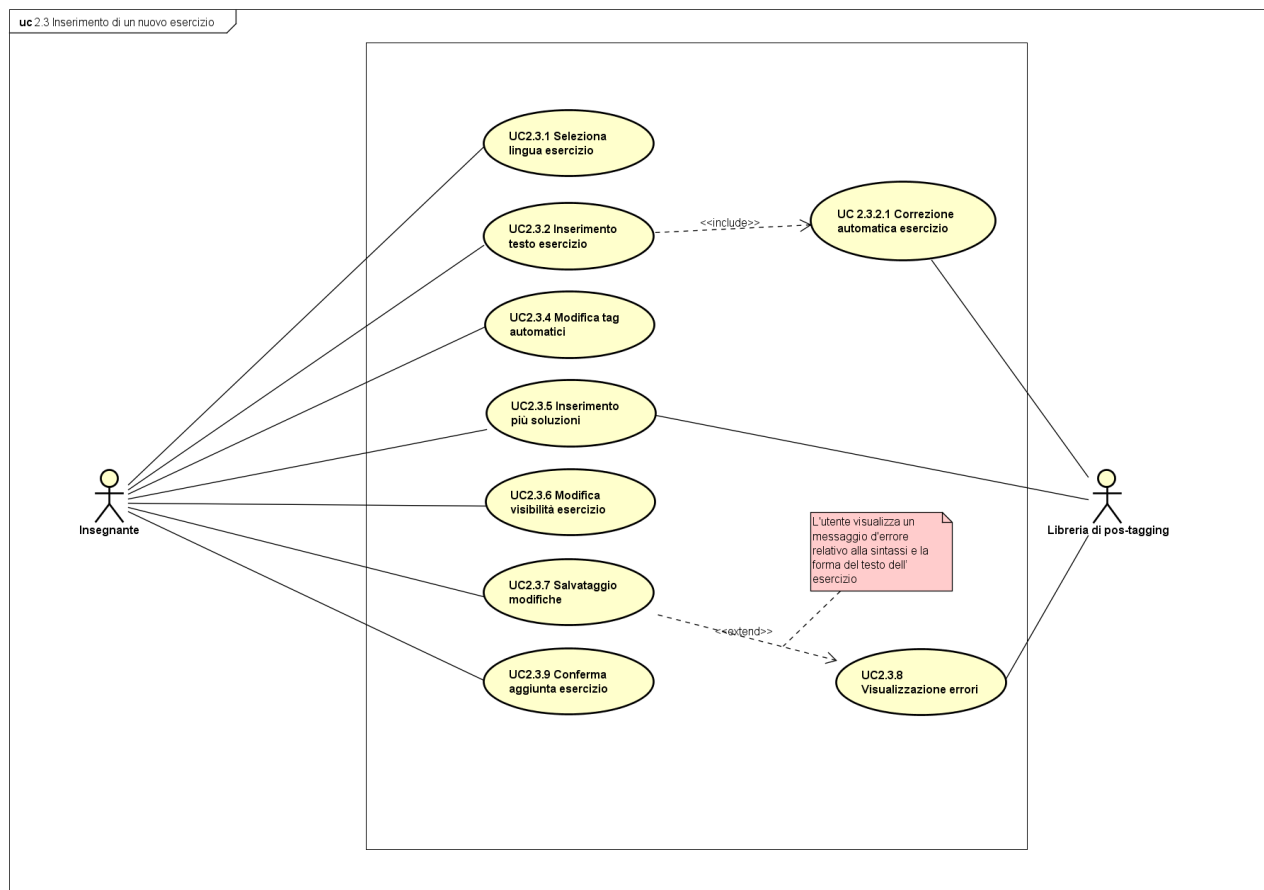 uc 2.3 Inserimento di un nuovo esercizio
UC2.3.1 Seleziona
lingua esercizio
UC2.3.2 Inserimento
testo esercizio
<<include>>
UC 2.3.2.1 Correzione
automatica esercizio
UC2.3.4 Modifica tag
automatici
UC2.3.5 Inserimento
più soluzioni
UC2.3.6 Modifica
visibilità esercizio
Insegnante
Libreria di pos-tagging
L'utente visualizza un
messaggio d'errore
relativo alla sintassi e la
forma del testo dell'
esercizio
UC2.3.7 Salvataggio
modifiche
<<extend>>
UC2.3.9 Conferma
aggiunta esercizio
UC2.3.8
Visualizzazione errori